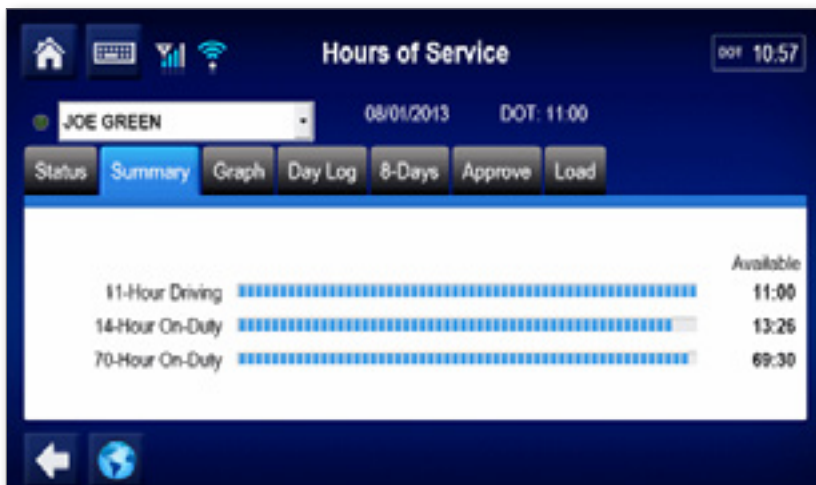 Hours of Service
DOT 10:57
JOE GREEN 08/01/2013 DOT: 11:00
Status Summary Graph Day Log 8-Days Approve Load
Available
11-Hour Driving 11:00
14-Hour On-Duty 13:26
70-Hour On-Duty 69:30